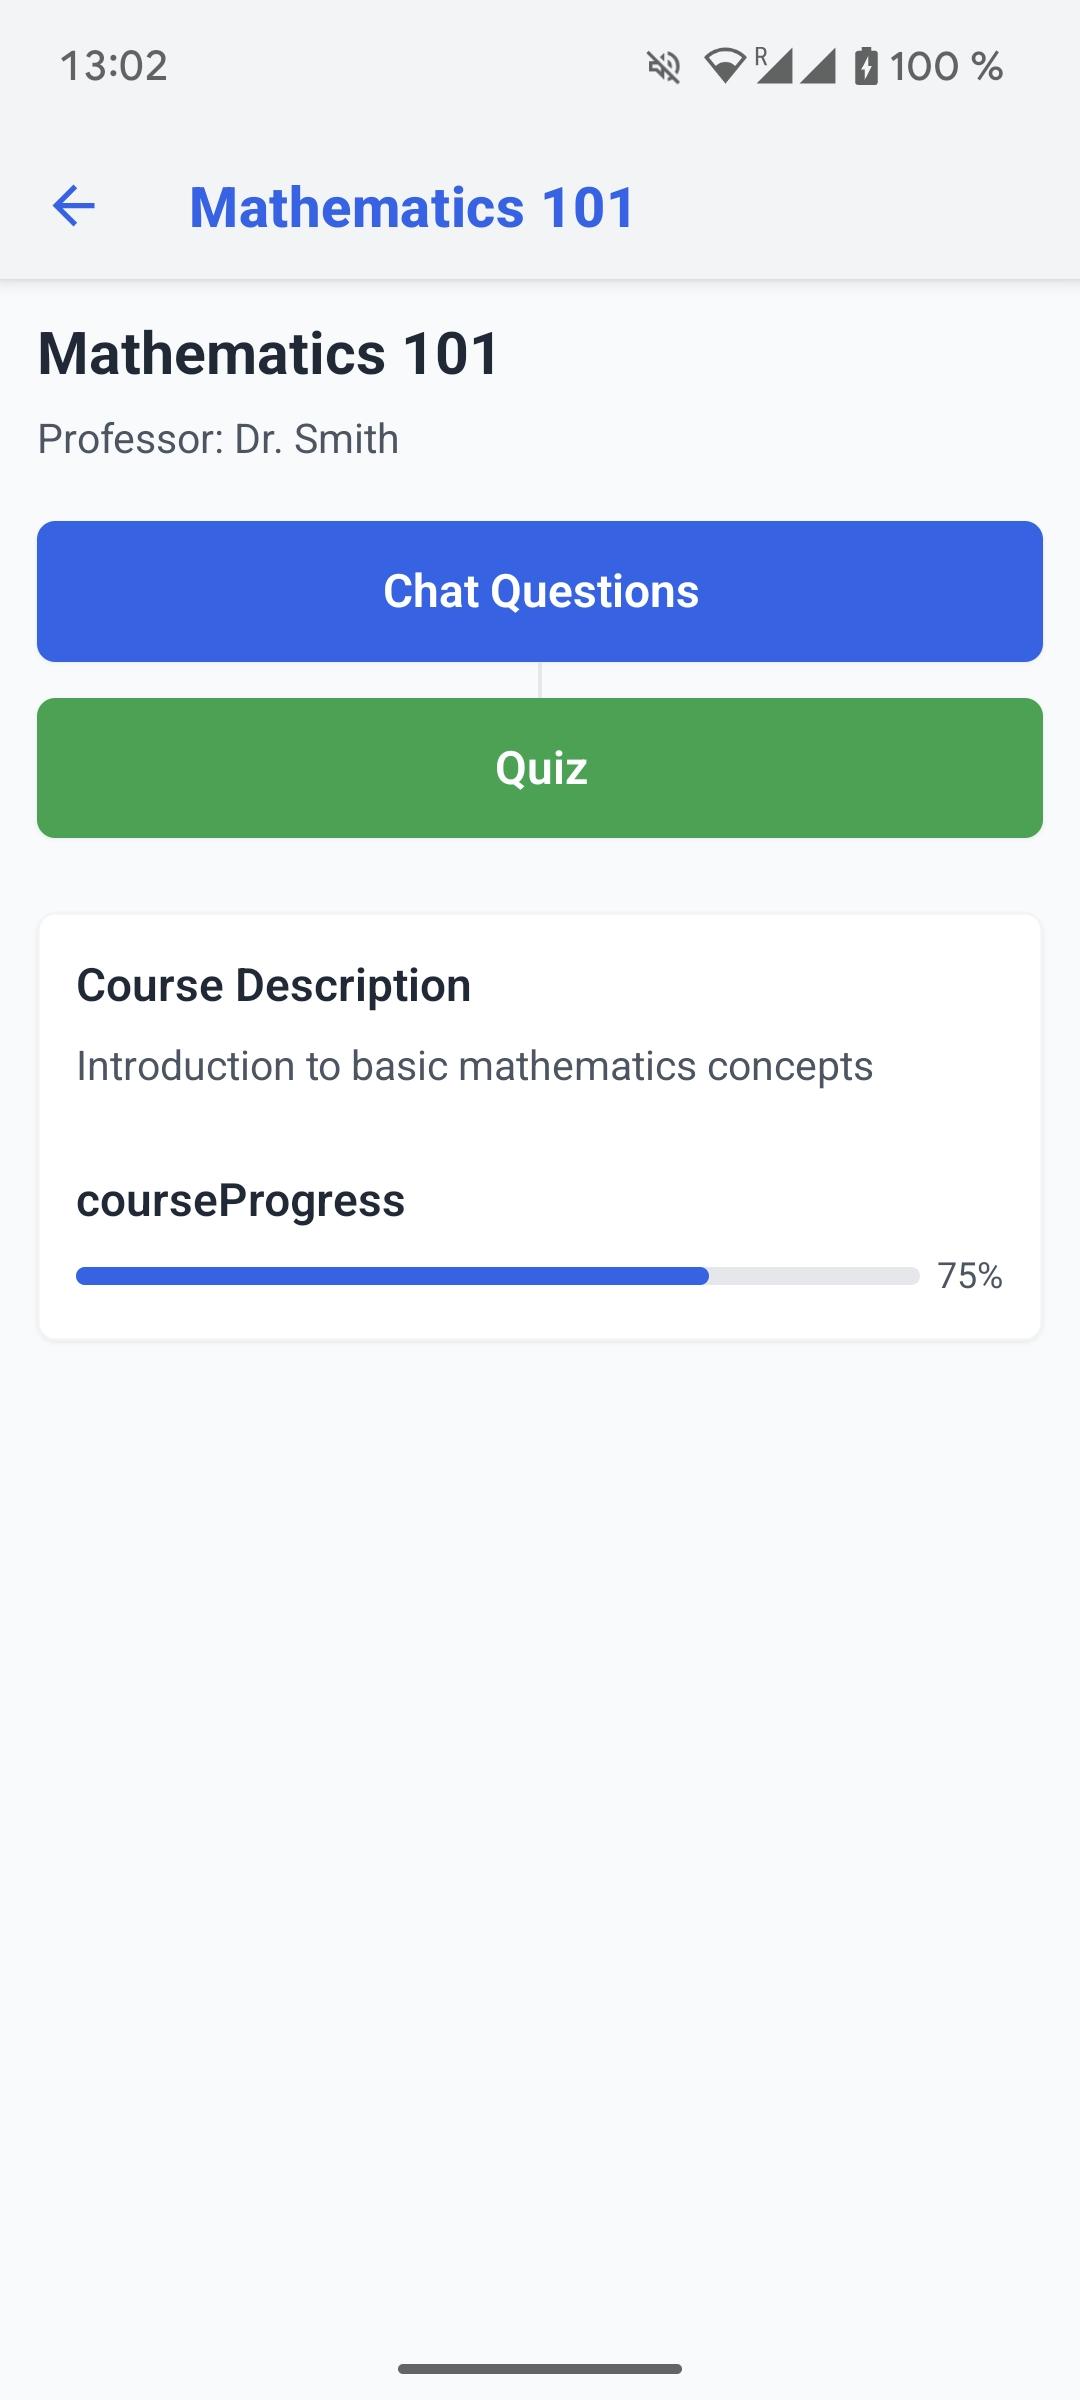 13:02
R
100 %
Mathematics 101
Mathematics 101
Professor: Dr. Smith
Chat Questions
Quiz
Course Description
Introduction to basic mathematics concepts
courseProgress
75%